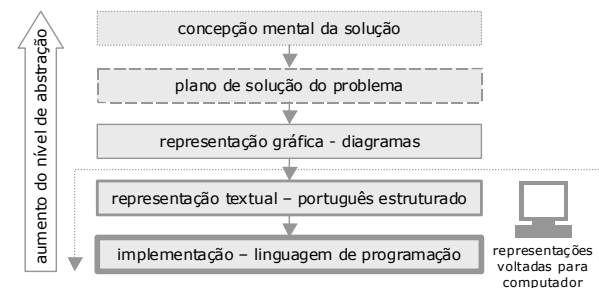 aumento do nível de abstração
concepção mental da solução
plano de solução do problema
representação gráfica - diagramas
representação textual – português estruturado
implementação – linguagem de programação
representações
voltadas para
computador